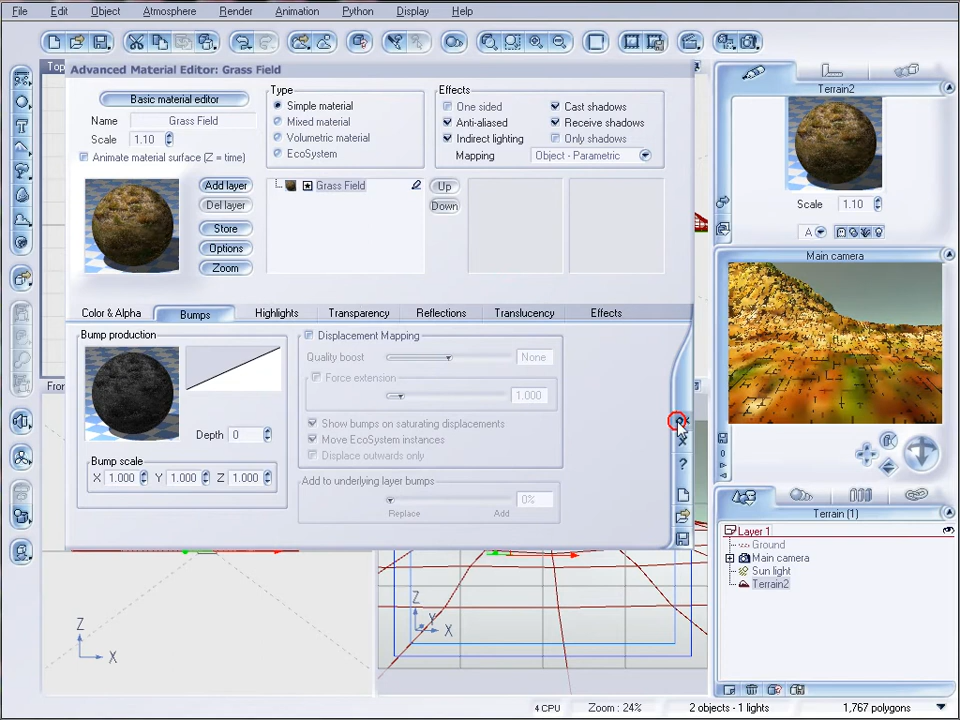 File Edit Object Atmosphere Render Animation Python Display Help
Top
Advanced Material Editor: Grass Field
Basic material editor
Name Grass Field
Scale 1.10
Animate material surface (Z = time)
Type
Simple material
Mixed material
Volumetric material
EcoSystem
Effects
One sided
Cast shadows
Anti-aliased
Receive shadows
Indirect lighting
Only shadows
Mapping Object - Parametric
Add layer
Del layer
Store
Options
Zoom
Grass Field
Up
Down
Color & Alpha Bumps Highlights Transparency Reflections Translucency Effects
Bump production
Depth 0
Bump scale
X 1.000 Y 1.000 Z 1.000
Displacement Mapping
Quality boost None
Force extension
1.000
Show bumps on saturating displacements
Move EcoSystem instances
Displace outwards only
Add to underlying layer bumps
0%
Replace Add
?
Fron
Z
X
Z
Y
X
Terrain2
Scale 1.10
A
Main camera
0
Terrain (1)
Layer 1
Ground
Main camera
Sun light
Terrain2
4 CPU Zoom : 24% 2 objects - 1 lights 1,767 polygons